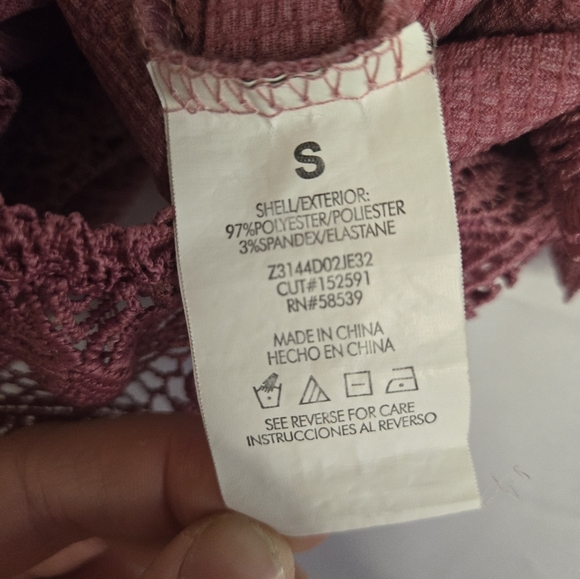 S
SHELL/EXTERIOR:
97%POLYESTER/POLIESTER
3%SPANDEX/ELASTANE
Z3144D02JE32
CUT#152591
RN#58539
MADE IN CHINA
HECHO EN CHINA
SEE REVERSE FOR CARE
INSTRUCCIONES AL REVERSO